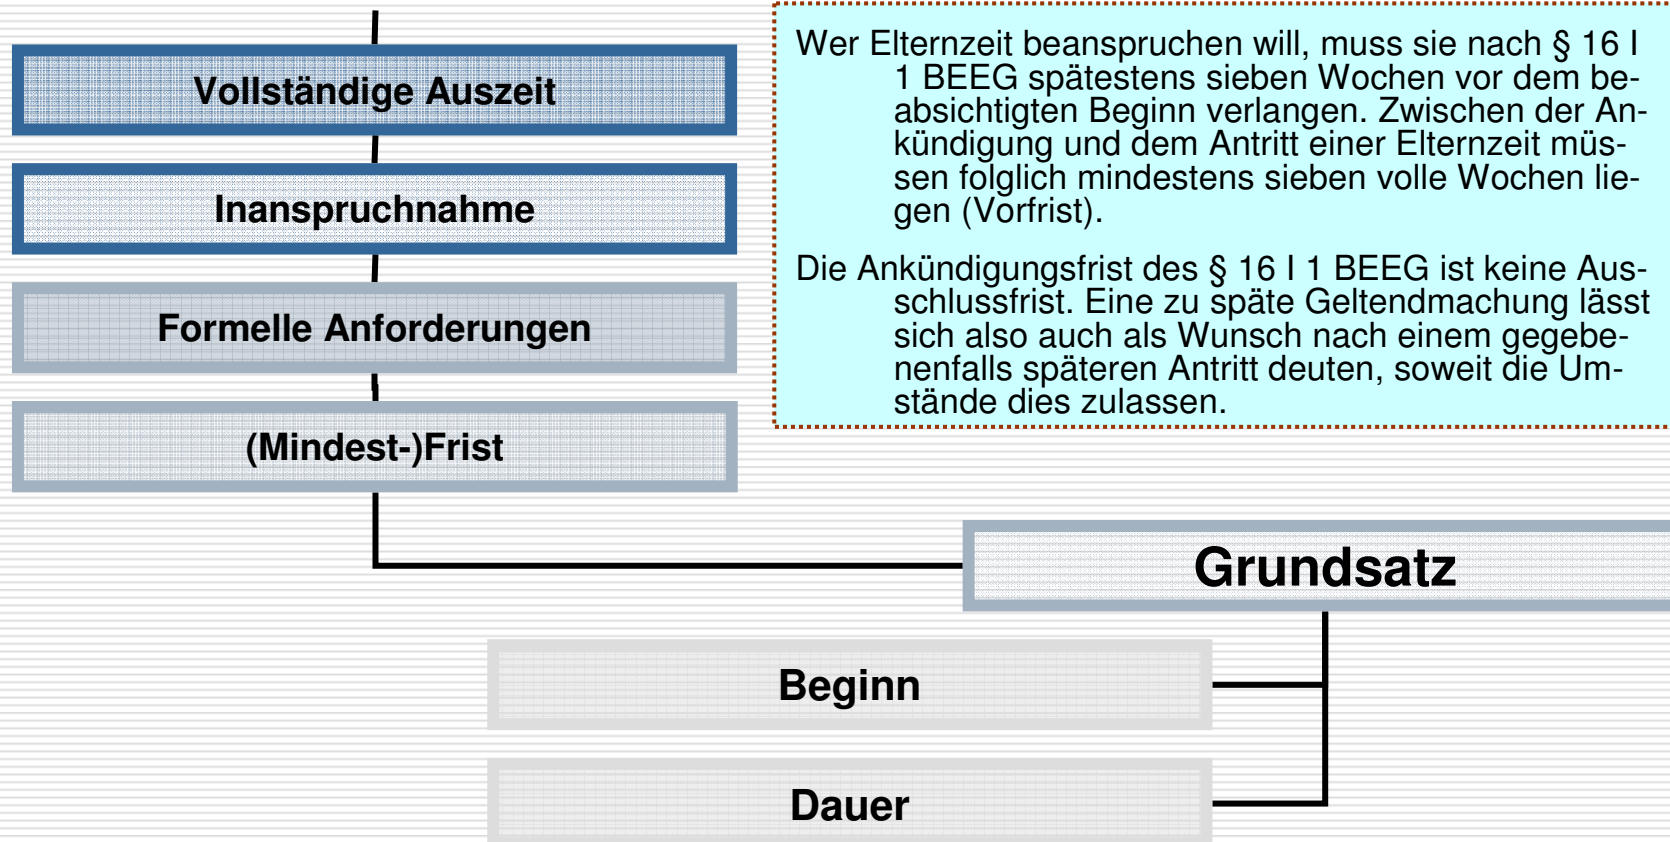 Vollständige Auszeit
Inanspruchnahme
Formelle Anforderungen
(Mindest-)Frist
Wer Elternzeit beanspruchen will, muss sie nach § 16 I
1 BEEG spätestens sieben Wochen vor dem be-
absichtigten Beginn verlangen. Zwischen der An-
kündigung und dem Antritt einer Elternzeit müs-
sen folglich mindestens sieben volle Wochen lie-
gen (Vorfrist).
Die Ankündigungsfrist des § 16 I 1 BEEG ist keine Aus-
schlussfrist. Eine zu späte Geltendmachung lässt
sich also auch als Wunsch nach einem gegebe-
nenfalls späteren Antritt deuten, soweit die Um-
stände dies zulassen.
Grundsatz
Beginn
Dauer